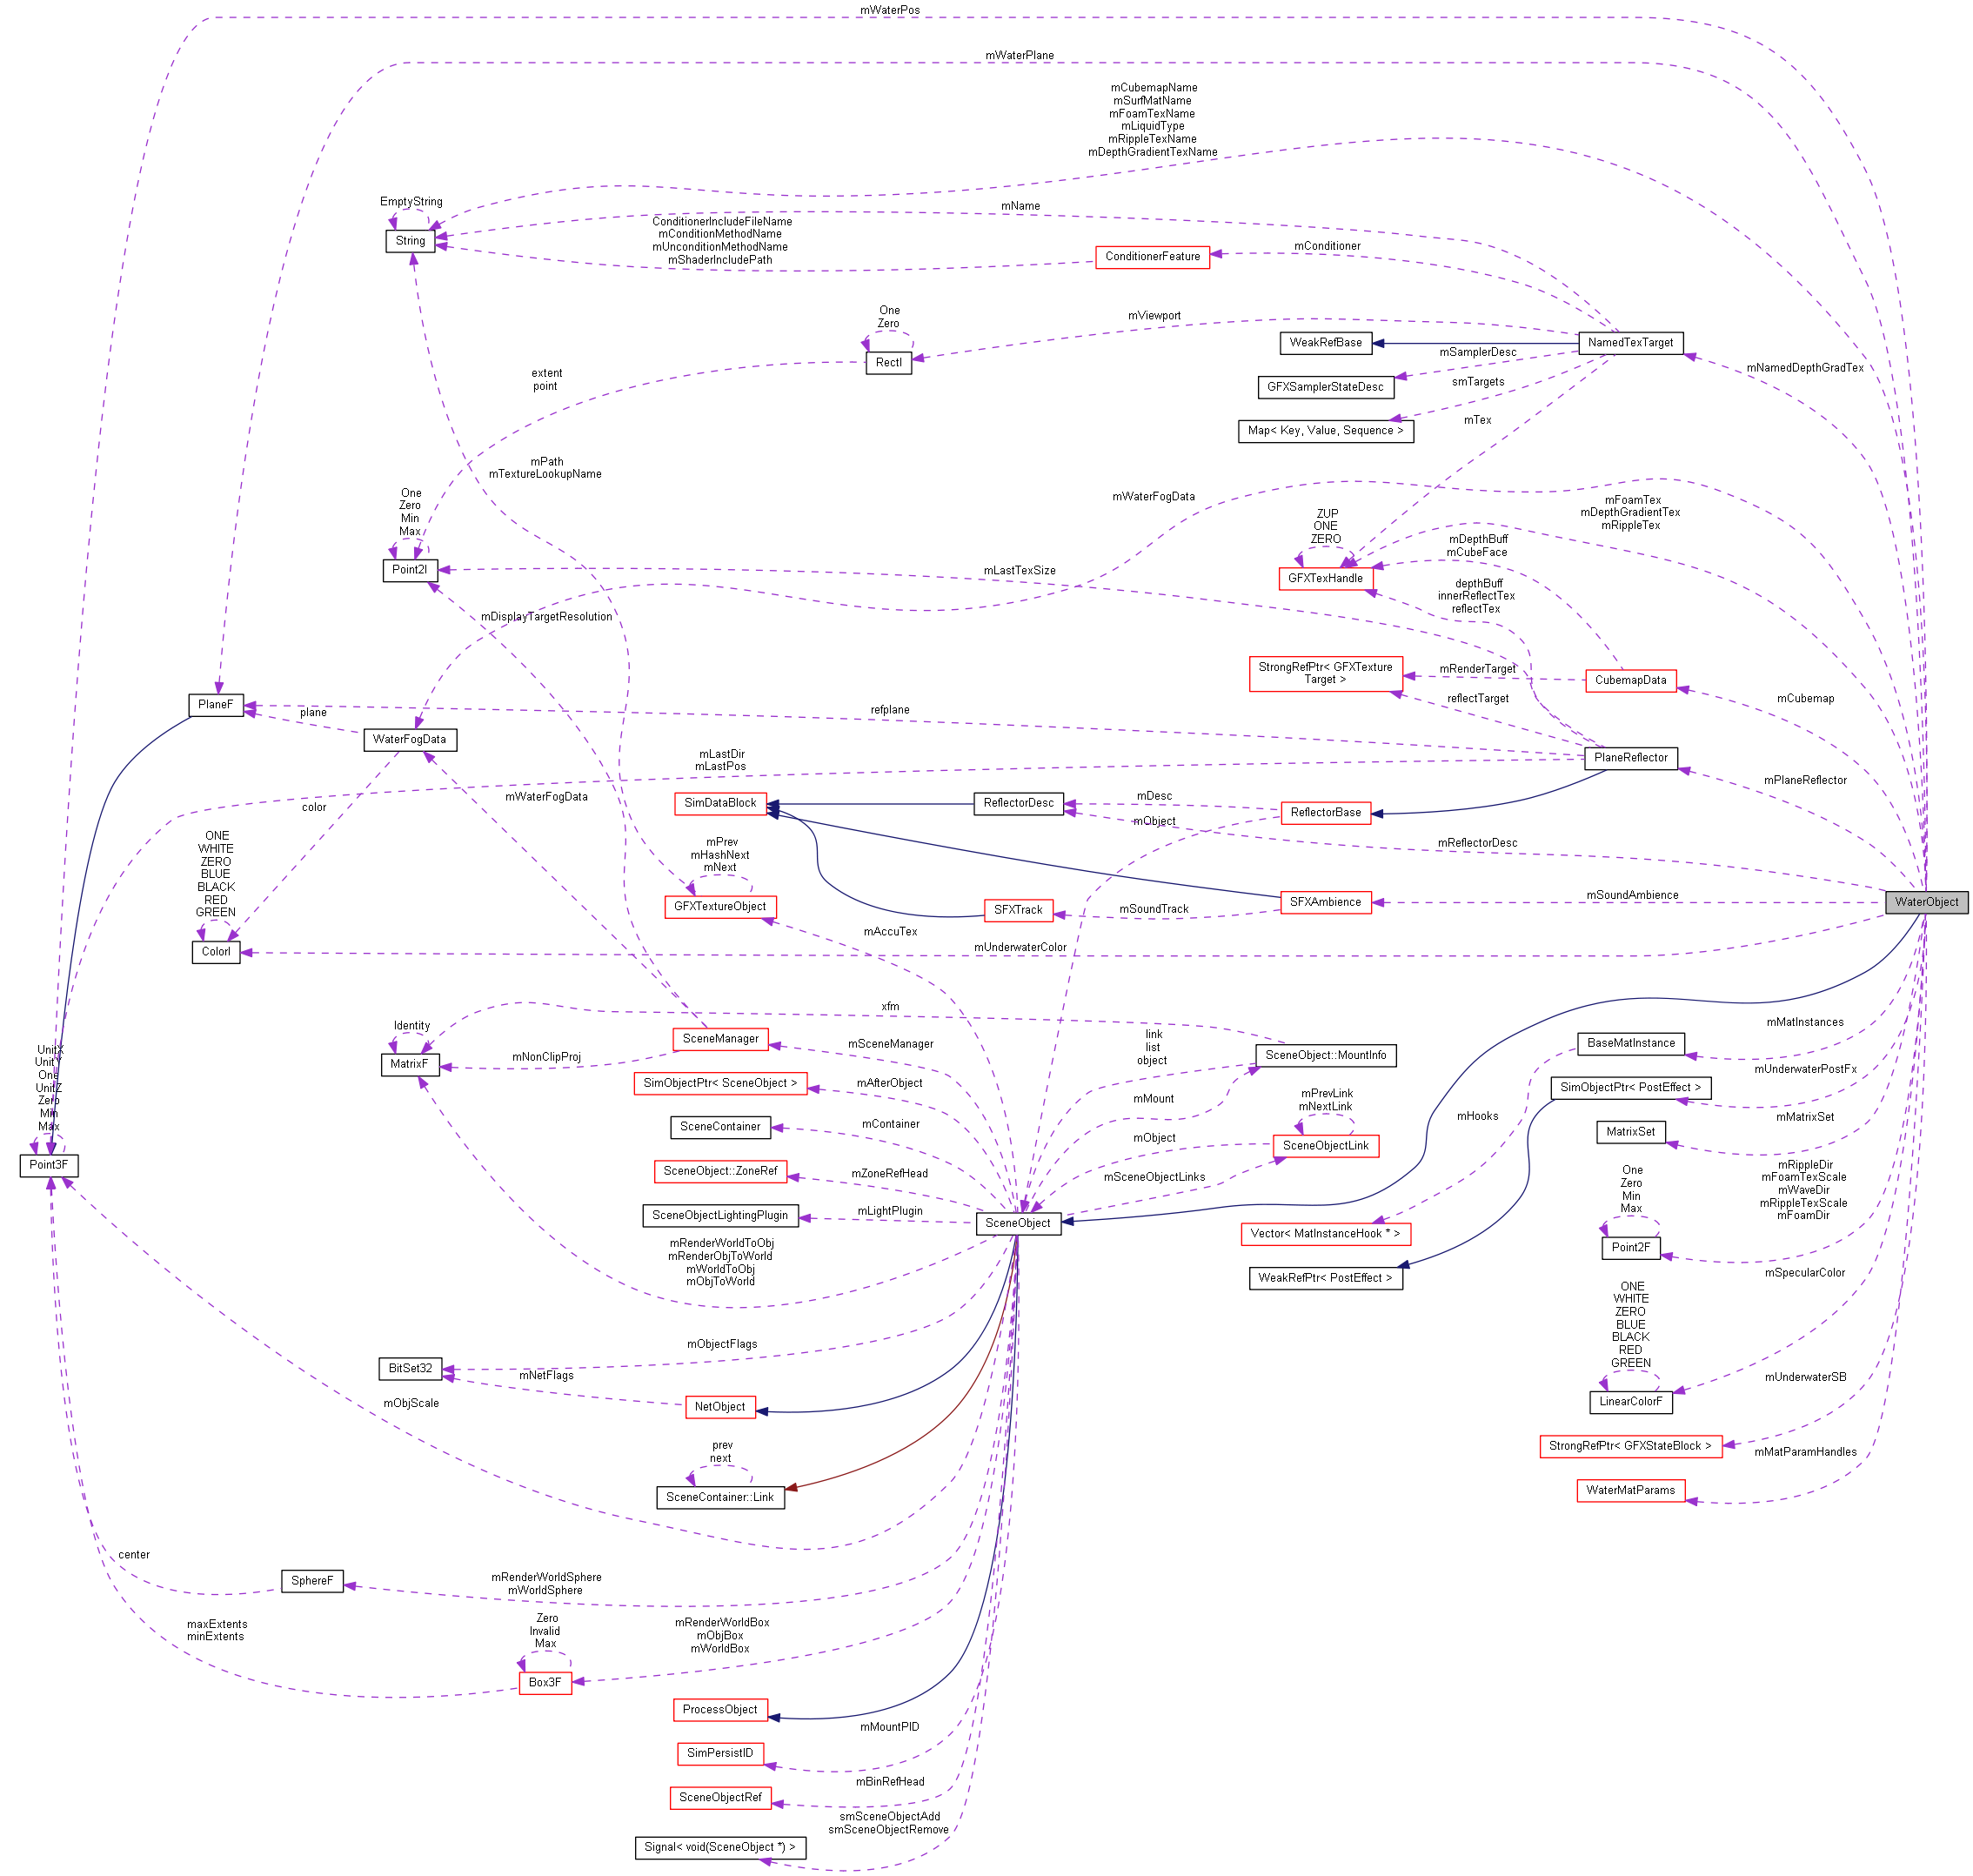 mWaterPos
mWaterPlane
mCubemapName
mSurfMatName
mFoamTexName
mLiquidType
mRippleTexName
mDepthGradientTexName
EmptyString
String
mName
ConditionerIncludeFileName
mConditionMethodName
mUnconditionMethodName
mShaderIncludePath
mConditioner
ConditionerFeature
One
Zero
RectI
mViewport
WeakRefBase
NamedTexTarget
mSamplerDesc
GFXSamplerStateDesc
smTargets
Map< Key, Value, Sequence >
mTex
mNamedDepthGradTex
extent
point
mPath
mTextureLookupName
One
Zero
Min
Max
Point2I
mWaterFogData
mFoamTex
mDepthGradientTex
mRippleTex
ZUP
ONE
ZERO
GFXTexHandle
mDepthBuff
mCubeFace
mLastTexSize
depthBuff
innerReflectTex
reflectTex
mDisplayTargetResolution
StrongRefPtr< GFXTexture
Target >
mRenderTarget
CubemapData
mCubemap
reflectTarget
PlaneF
plane
WaterFogData
refplane
mLastDir
mLastPos
PlaneReflector
mPlaneReflector
mWaterFogData
color
SimDataBlock
ReflectorDesc
mDesc
ReflectorBase
mObject
mReflectorDesc
ONE
WHITE
ZERO
BLUE
BLACK
RED
GREEN
ColorI
mPrev
mHashNext
mNext
GFXTextureObject
SFXTrack
mSoundTrack
SFXAmbience
mSoundAmbience
WaterObject
mAccuTex
mUnderwaterColor
xfm
Identity
MatrixF
mNonClipProj
SceneManager
mSceneManager
link
list
object
SceneObject::MountInfo
mMatInstances
BaseMatInstance
SimObjectPtr< SceneObject >
mAfterObject
mMount
mUnderwaterPostFx
SimObjectPtr< PostEffect >
SceneContainer
mContainer
mPrevLink
mNextLink
mHooks
mMatrixSet
MatrixSet
mObject
SceneObjectLink
UnitX
UnitY
One
UnitZ
Zero
Min
Max
Point3F
SceneObject::ZoneRef
mZoneRefHead
mSceneObjectLinks
SceneObjectLightingPlugin
mLightPlugin
SceneObject
One
Zero
Min
Max
Point2F
mRippleDir
mFoamTexScale
mWaveDir
mRippleTexScale
mFoamDir
Vector< MatInstanceHook * >
WeakRefPtr< PostEffect >
mSpecularColor
mRenderWorldToObj
mRenderObjToWorld
mWorldToObj
mObjToWorld
ONE
WHITE
ZERO
BLUE
BLACK
RED
GREEN
LinearColorF
mObjectFlags
BitSet32
mNetFlags
NetObject
mUnderwaterSB
mObjScale
prev
next
SceneContainer::Link
StrongRefPtr< GFXStateBlock >
mMatParamHandles
WaterMatParams
center
SphereF
mRenderWorldSphere
mWorldSphere
maxExtents
minExtents
Zero
Invalid
Max
Box3F
mRenderWorldBox
mObjBox
mWorldBox
ProcessObject
mMountPID
SimPersistID
mBinRefHead
SceneObjectRef
smSceneObjectAdd
smSceneObjectRemove
Signal< void(SceneObject *) >